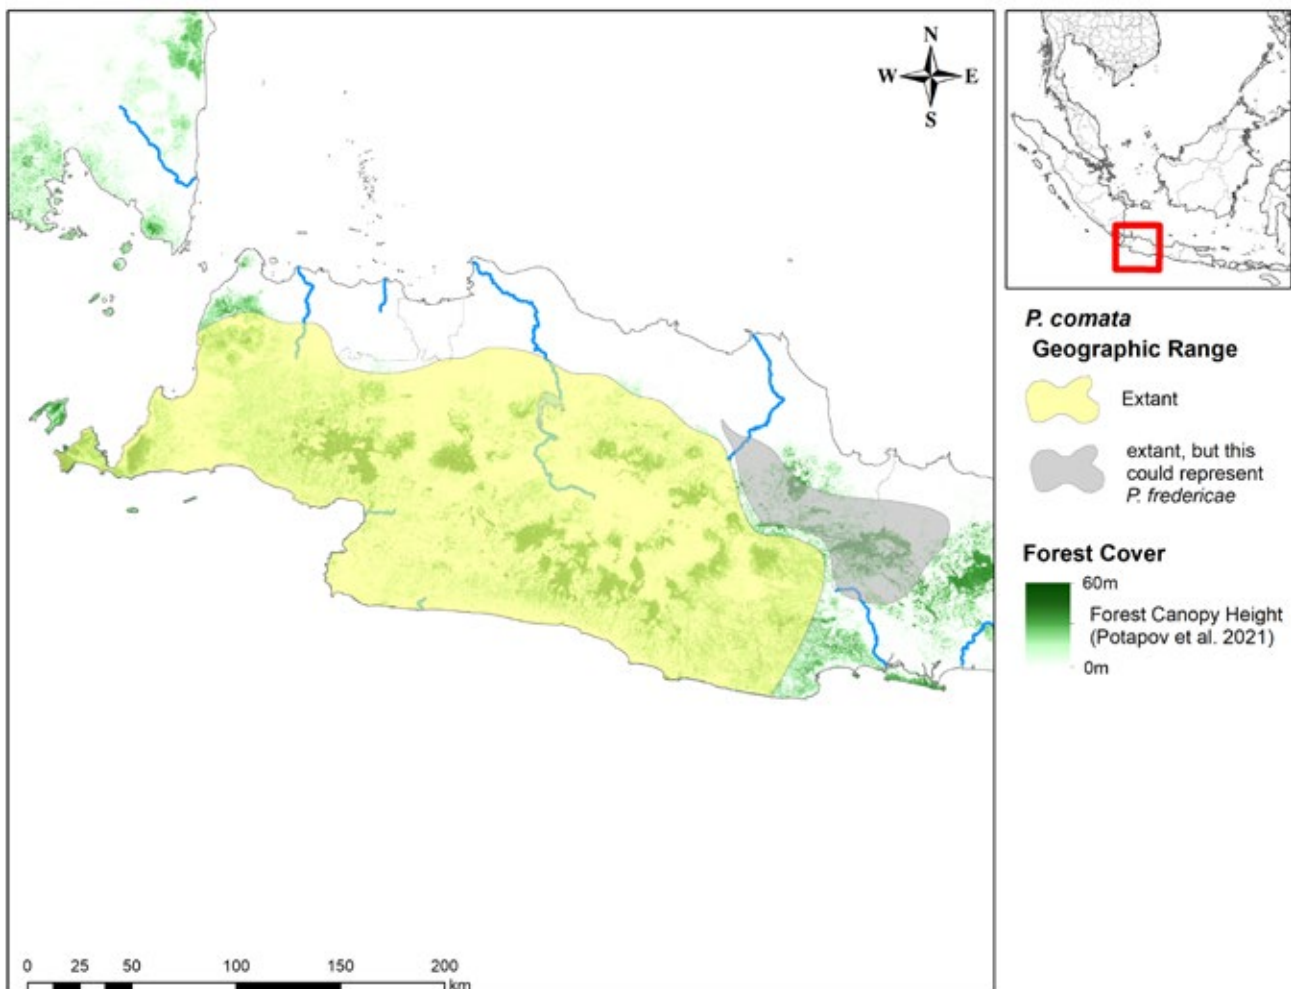 N
W E
S
P. comata
Geographic Range
Extant
extant, but this
could represent
P. fredericae
Forest Cover
60m
Forest Canopy Height
(Potapov et al. 2021)
0m
0 25 50 100 150 200
km